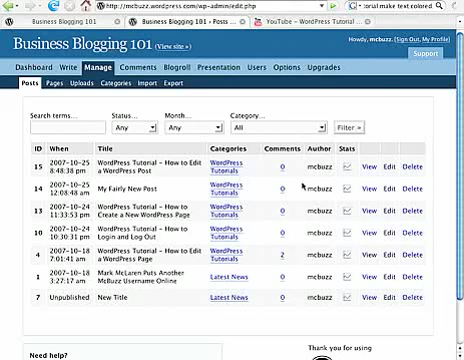 http://mcbuzz.wordpress.com/wp-admin/edit.php
torial make text colored
Business Blogging 101
Business Blogging 101 › Posts ...
YouTube - WordPress Tutorial ...
Business Blogging 101 (View site »)
Howdy, mcbuzz. [Sign Out, My Profile]
Support
Dashboard Write Manage Comments Blogroll Presentation Users Options Upgrades
Posts Pages Uploads Categories Import Export
Search terms... Status... Month... Category...
Any Any All Filter »
ID When Title Categories Comments Author Stats
15 2007-10-25 8:48:38 pm WordPress Tutorial - How to Edit a WordPress Post WordPress Tutorials 0 mcbuzz View Edit Delete
14 2007-10-25 12:08:48 am My Fairly New Post WordPress Tutorials 0 mcbuzz View Edit Delete
13 2007-10-24 11:33:53 pm WordPress Tutorial - How to Create a New WordPress Page WordPress Tutorials 0 mcbuzz View Edit Delete
10 2007-10-24 10:30:31 pm WordPress Tutorial - How to Login and Log Out WordPress Tutorials 0 mcbuzz View Edit Delete
4 2007-10-18 7:01:41 am WordPress Tutorial - How to Edit a WordPress Page WordPress Tutorials 2 mcbuzz View Edit Delete
1 2007-10-18 3:27:17 am Mark McLaren Puts Another McBuzz Username Online Latest News 0 mcbuzz View Edit Delete
7 Unpublished New Title Latest News 0 mcbuzz View Edit Delete
Need help?
Thank you for using